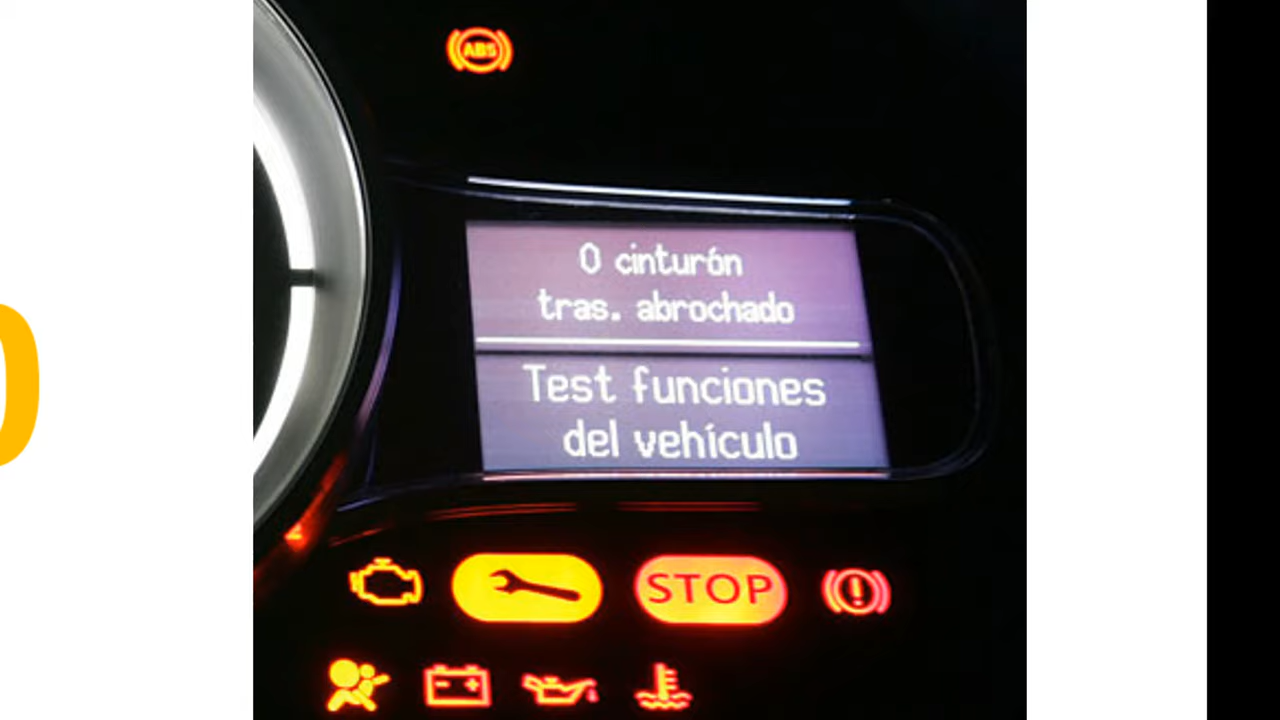 ABS
0 cinturón
tras. abrochado
Test funciones
del vehículo
STOP